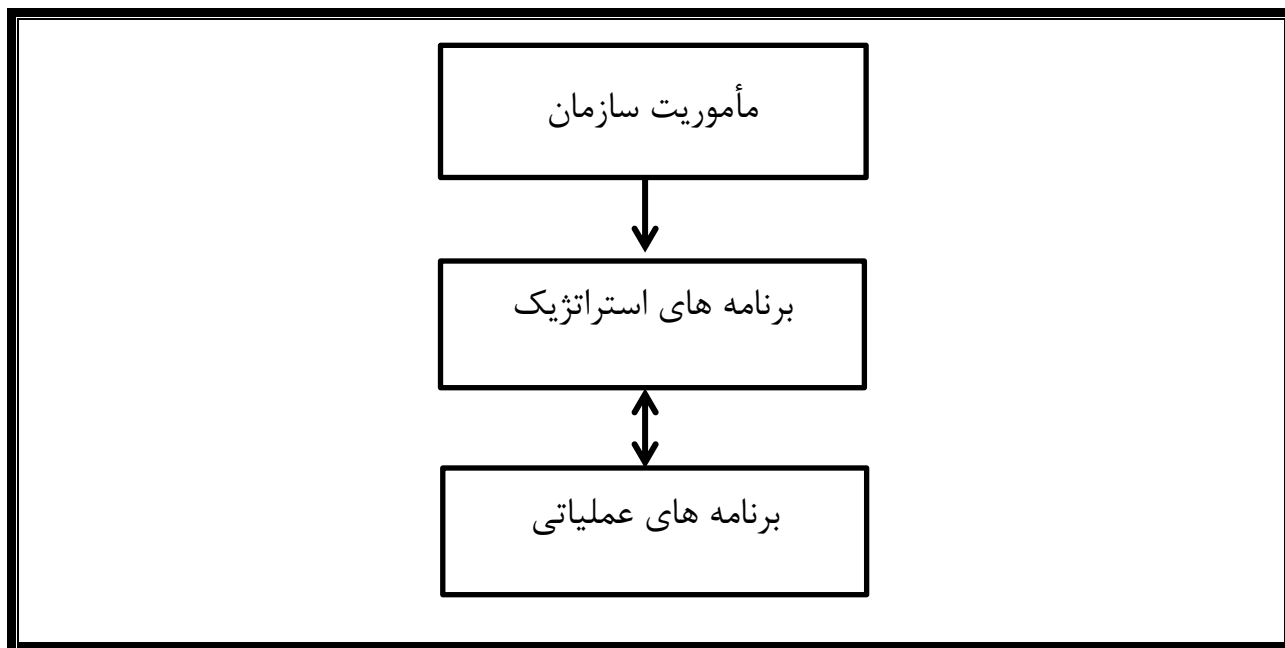 مأموریت سازمان
برنامه های استراتژیک
برنامه های عملیاتی